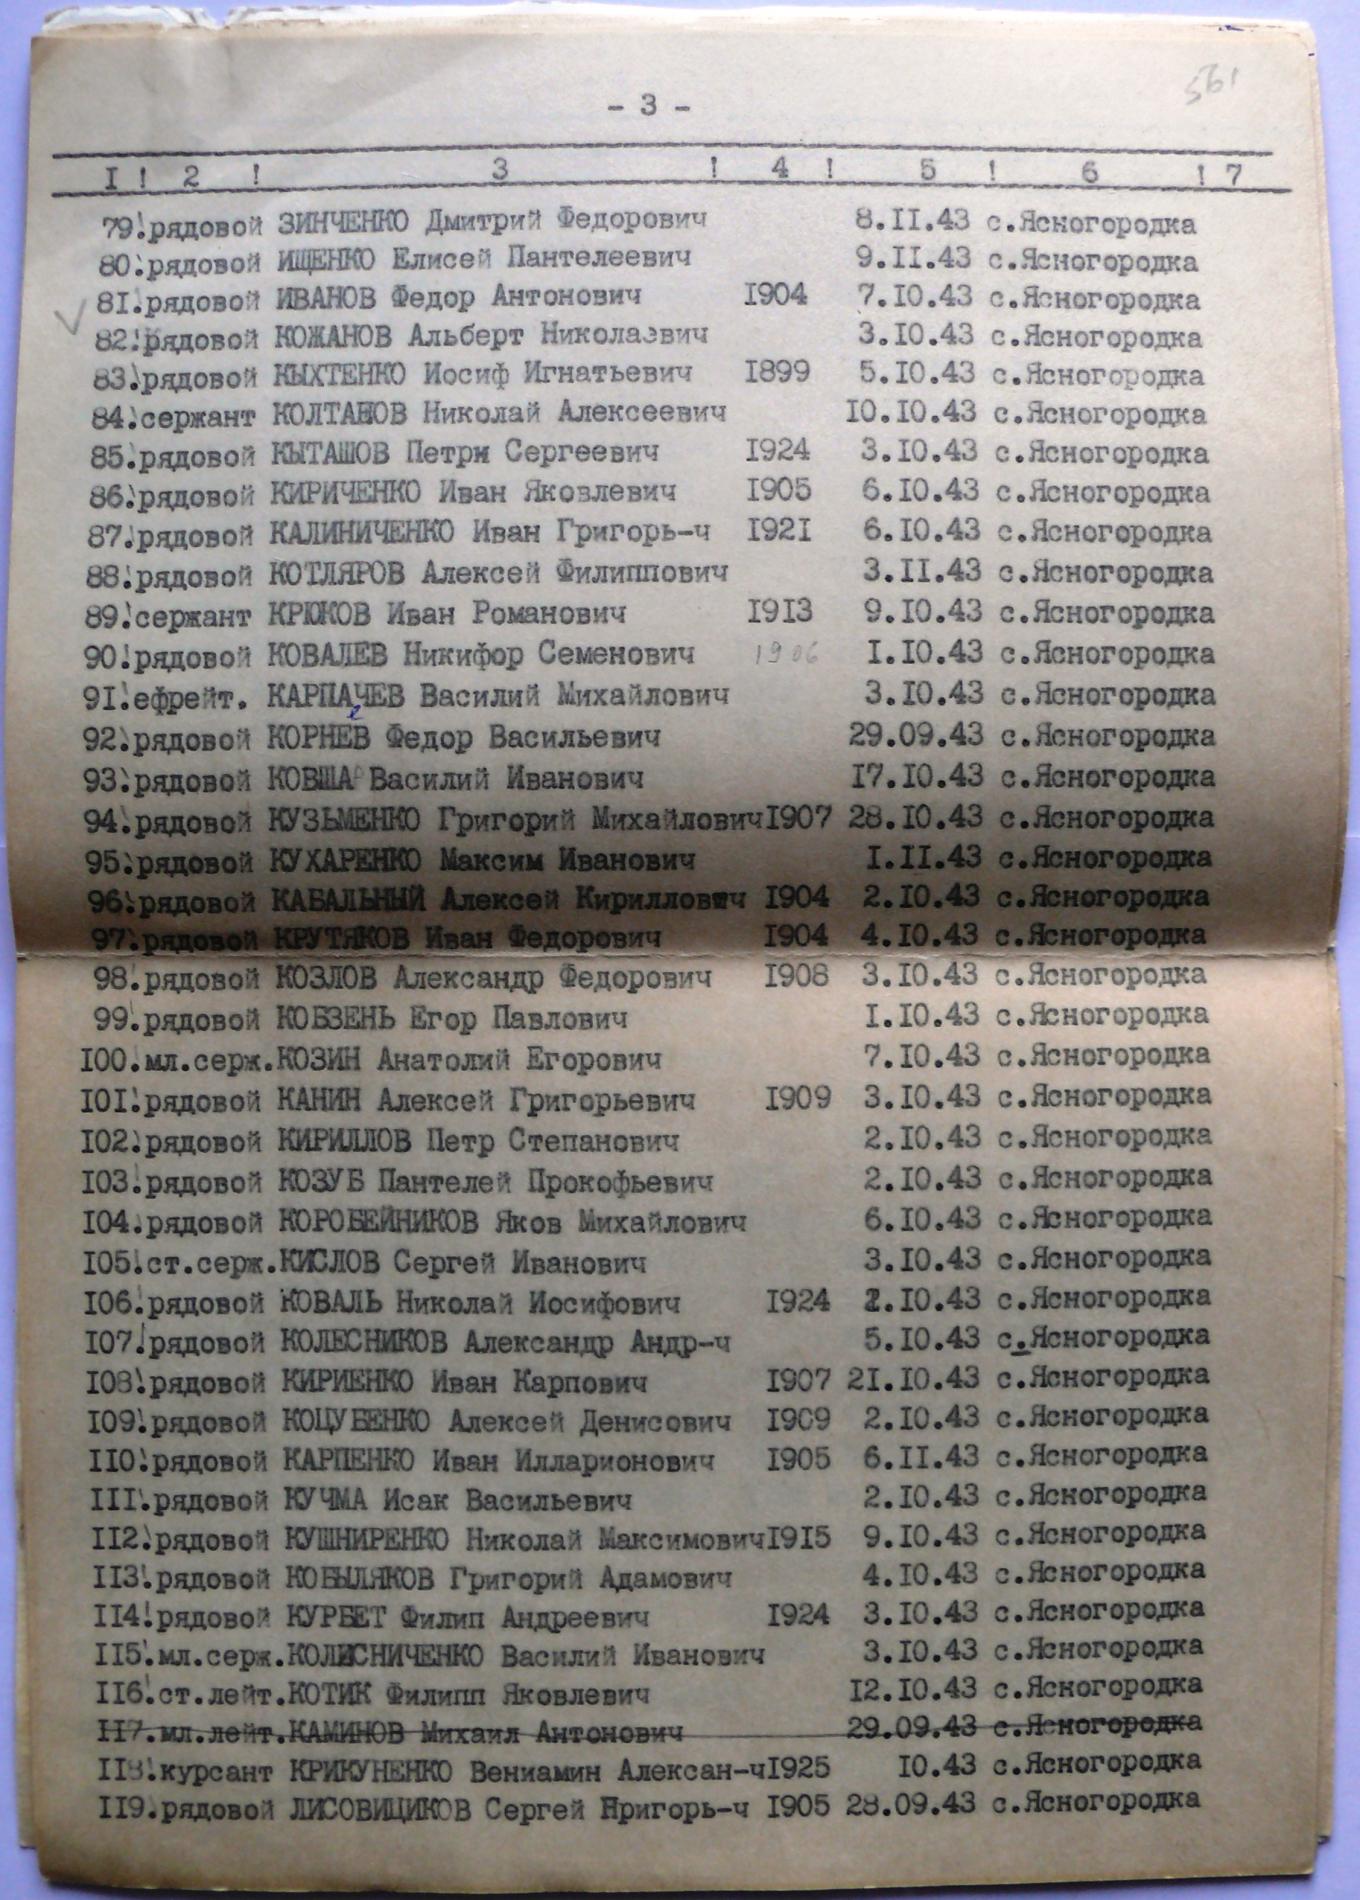 561
- 3 -
I ! 2 ! 3 ! 4 ! 5 ! 6 ! 7
79.рядовой ЗИНЧЕНКО Дмитрий Федорович 8.II.43 с.Ясногородка
80.рядовой ИЩЕНКО Елисей Пантелеевич 9.II.43 с.Ясногородка
8I.рядовой ИВАНОВ Федор Антонович I904 7.I0.43 с.Ясногородка
82.рядовой КОЖАНОВ Альберт Николаевич 3.I0.43 с.Ясногородка
83.рядовой КЫХТЕНКО Иосиф Игнатьевич I899 5.I0.43 с.Ясногородка
84.сержант КОЛТАНОВ Николай Алексеевич I0.I0.43 с.Ясногородка
85.рядовой КЫТАШОВ Петри Сергеевич I924 3.I0.43 с.Ясногородка
86.рядовой КИРИЧЕНКО Иван Яковлевич I905 6.I0.43 с.Ясногородка
87.рядовой КАЛИНИЧЕНКО Иван Григорь-ч I92I 6.I0.43 с.Ясногородка
88.рядовой КОТЛЯРОВ Алексей Филиппович 3.II.43 с.Ясногородка
89.сержант КРЮКОВ Иван Романович I9I3 9.I0.43 с.Ясногородка
90.рядовой КОВАЛЕВ Никифор Семенович 1906 I.I0.43 с.Ясногородка
9I.ефрейт. КАРПАЧЕВ Василий Михайлович 3.I0.43 с.Ясногородка
92.рядовой КОРНЕВ Федор Васильевич 29.09.43 с.Ясногородка
93.рядовой КОВША Василий Иванович I7.I0.43 с.Ясногородка
94.рядовой КУЗЬМЕНКО Григорий Михайлович I907 28.I0.43 с.Ясногородка
95.рядовой КУХАРЕНКО Максим Иванович I.II.43 с.Ясногородка
96.рядовой КАБАЛЬНЫЙ Алексей Кириллович I904 2.I0.43 с.Ясногородка
97.рядовой КРУТЯКОВ Иван Федорович I904 4.I0.43 с.Ясногородка
98.рядовой КОЗЛОВ Александр Федорович I908 3.I0.43 с.Ясногородка
99.рядовой КОБЗЕНЬ Егор Павлович I.I0.43 с.Ясногородка
I00.мл.серж.КОЗИН Анатолий Егорович 7.I0.43 с.Ясногородка
I0I.рядовой КАНИН Алексей Григорьевич I909 3.I0.43 с.Ясногородка
I02.рядовой КИРИЛЛОВ Петр Степанович 2.I0.43 с.Ясногородка
I03.рядовой КОЗУБ Пантелей Прокофьевич 2.I0.43 с.Ясногородка
I04.рядовой КОРОБЕЙНИКОВ Яков Михайлович 6.I0.43 с.Ясногородка
I05.ст.серж.КИСЛОВ Сергей Иванович 3.I0.43 с.Ясногородка
I06.рядовой КОВАЛЬ Николай Иосифович I924 2.I0.43 с.Ясногородка
I07.рядовой КОЛЕСНИКОВ Александр Андр-ч 5.I0.43 с.Ясногородка
I08.рядовой КИРИЕНКО Иван Карпович I907 2I.I0.43 с.Ясногородка
I09.рядовой КОЦУБЕНКО Алексей Денисович I909 2.I0.43 с.Ясногородка
II0.рядовой КАРПЕНКО Иван Илларионович I905 6.II.43 с.Ясногородка
III.рядовой КУЧМА Исак Васильевич 2.I0.43 с.Ясногородка
II2.рядовой КУШНИРЕНКО Николай Максимович I9I5 9.I0.43 с.Ясногородка
II3.рядовой КОБЫЛЯКОВ Григорий Адамович 4.I0.43 с.Ясногородка
II4.рядовой КУРБЕТ Филип Андреевич I924 3.I0.43 с.Ясногородка
II5.мл.серж.КОЛИСНИЧЕНКО Василий Иванович 3.I0.43 с.Ясногородка
II6.ст.лейт.КОТИК Филипп Яковлевич I2.I0.43 с.Ясногородка
II7.мл.лейт.КАМИНОВ Михаил Антонович 29.09.43 с.Ясногородка
II8.курсант КРИКУНЕНКО Вениамин Алексан-ч I925 I0.43 с.Ясногородка
II9.рядовой ЛИСОВИЦИКОВ Сергей Нригорь-ч I905 28.09.43 с.Ясногородка